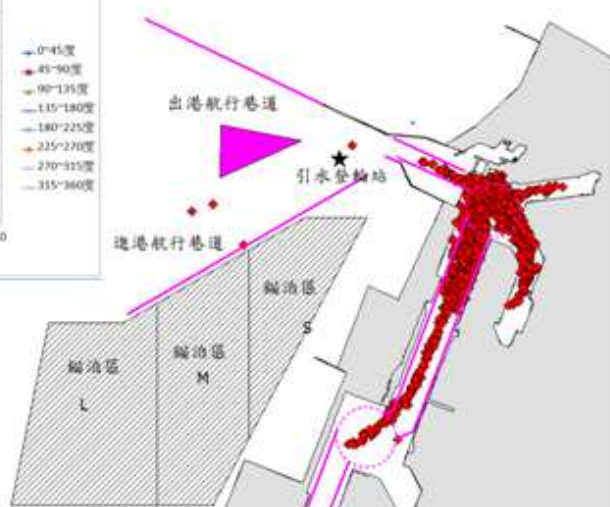 0~45度
45~90度
90~135度
135~180度
180~225度
225~270度
270~315度
315~360度
0
出港航行巷道
引水登輪站
進港航行巷道
錨泊區
S
錨泊區
M
錨泊區
L